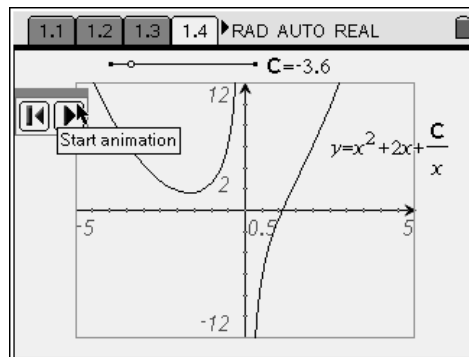 1.1 1.2 1.3 1.4 RAD AUTO REAL
C=-3.6
12
Start animation
y=x²+2x+C/x
2
-5 0.5 5
-12